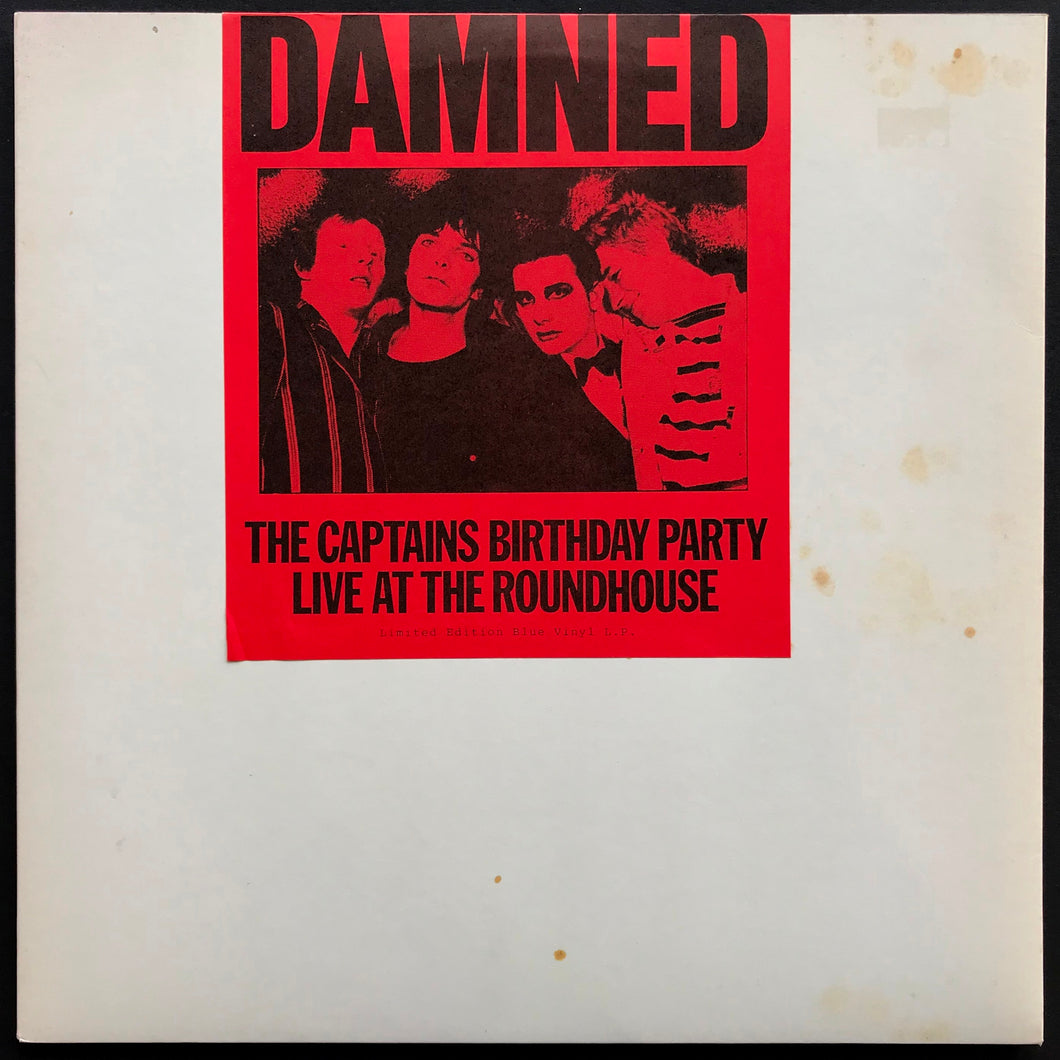 DAMNED
THE CAPTAINS BIRTHDAY PARTY
LIVE AT THE ROUNDHOUSE
Limited Edition Blue Vinyl L.P.